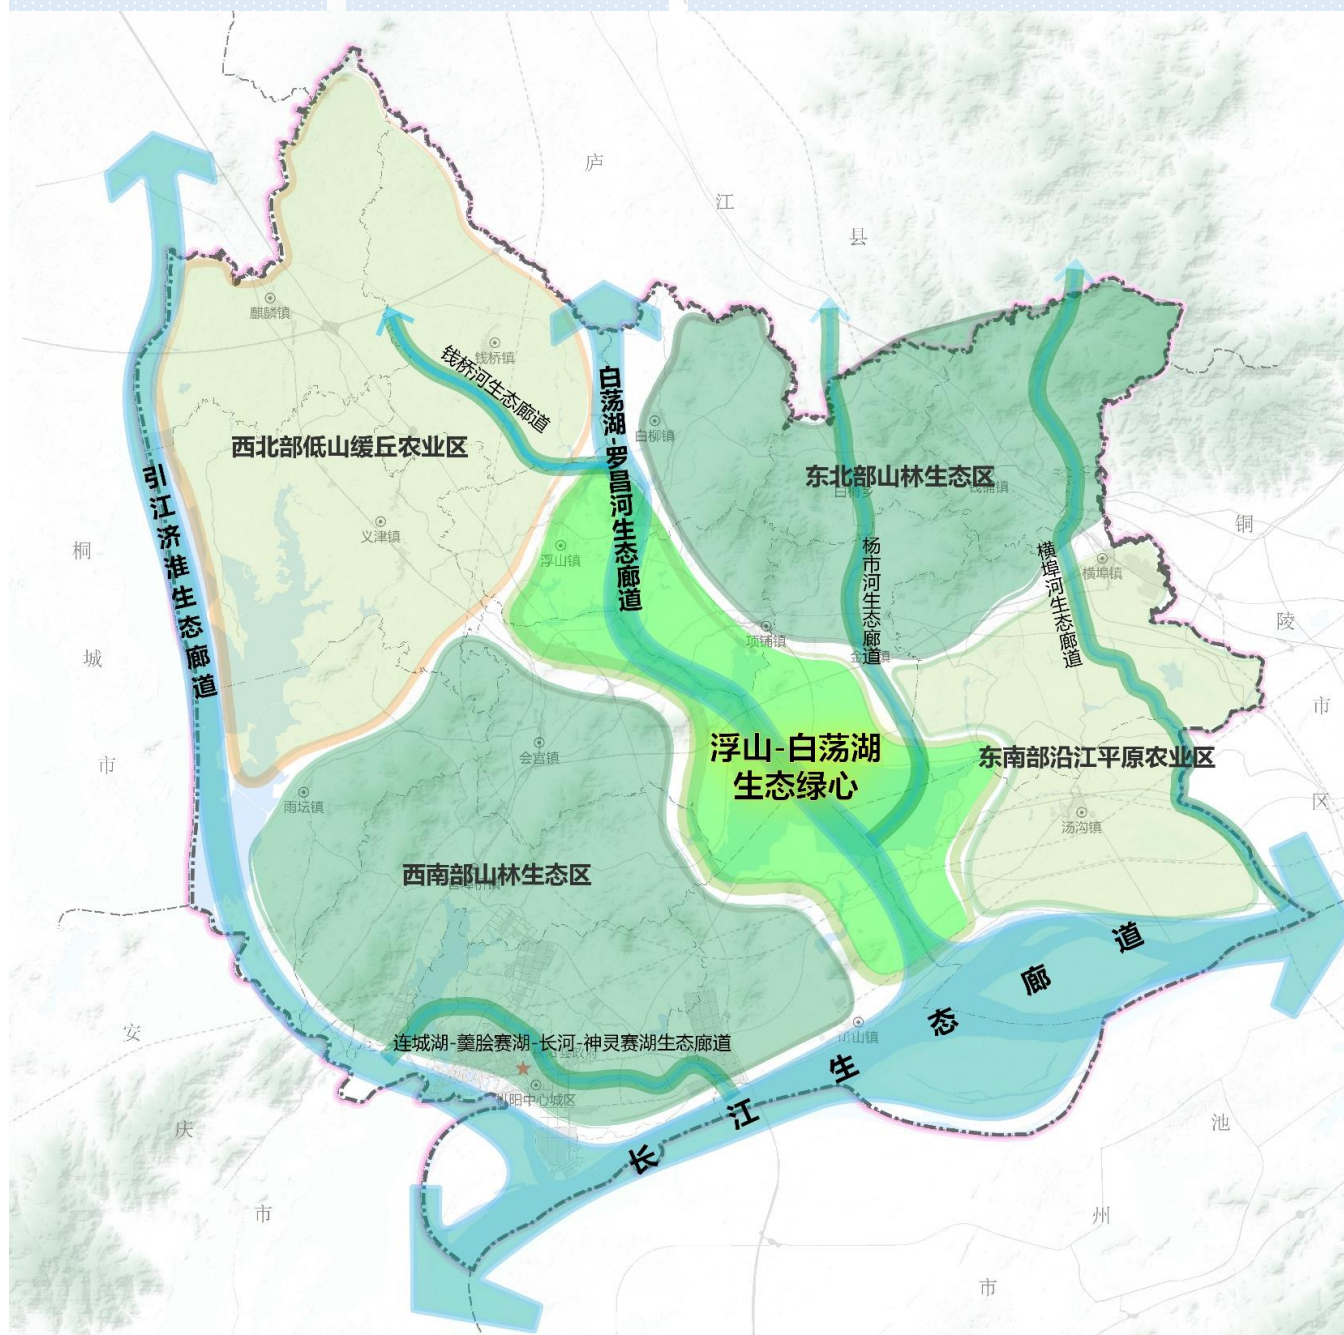 庐江县
麒麟镇
钱桥镇
钱桥河生态廊道
白荡湖-罗昌河生态廊道
白柳镇
西北部低山缓丘农业区
东北部山林生态区
引江济淮生态廊道
义津镇
浮山镇
杨市河生态廊道
横埠河生态廊道
横埠镇
铜陵市区
桐城市
项铺镇
会宫镇
浮山-白荡湖
生态绿心
东南部沿江平原农业区
雨坛镇
汤沟镇
西南部山林生态区
长江生态廊道
连城湖-羹脍赛湖-长河-神灵赛湖生态廊道
枞阳中心城区
安庆市
池州市